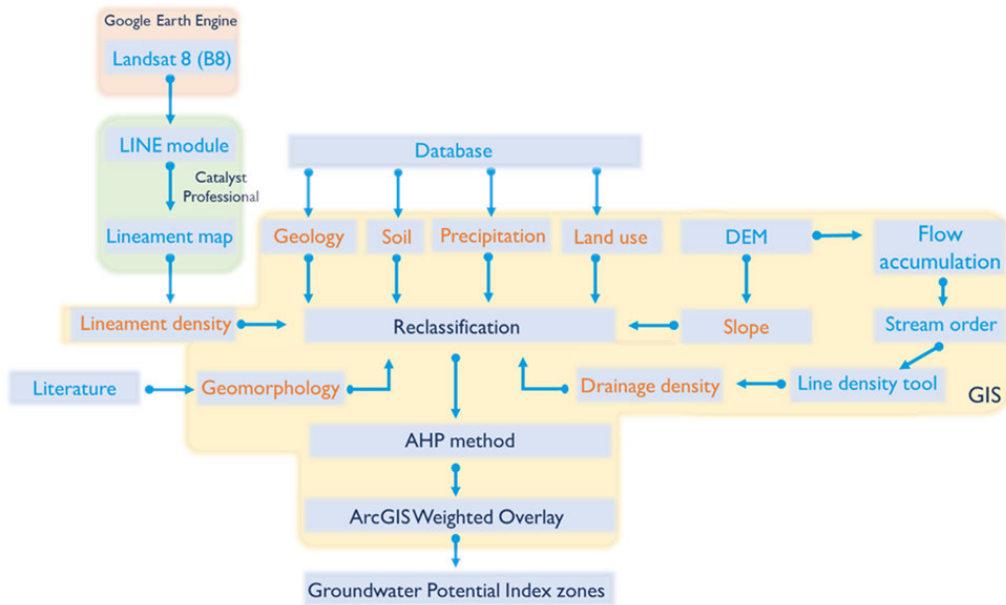 Google Earth Engine
Landsat 8 (B8)
LINE module
Catalyst
Professional
Lineament map
Database
Geology
Soil
Precipitation
Land use
DEM
Flow
accumulation
Lineament density
Reclassification
Slope
Stream order
Literature
Geomorphology
Drainage density
Line density tool
GIS
AHP method
ArcGIS Weighted Overlay
Groundwater Potential Index zones